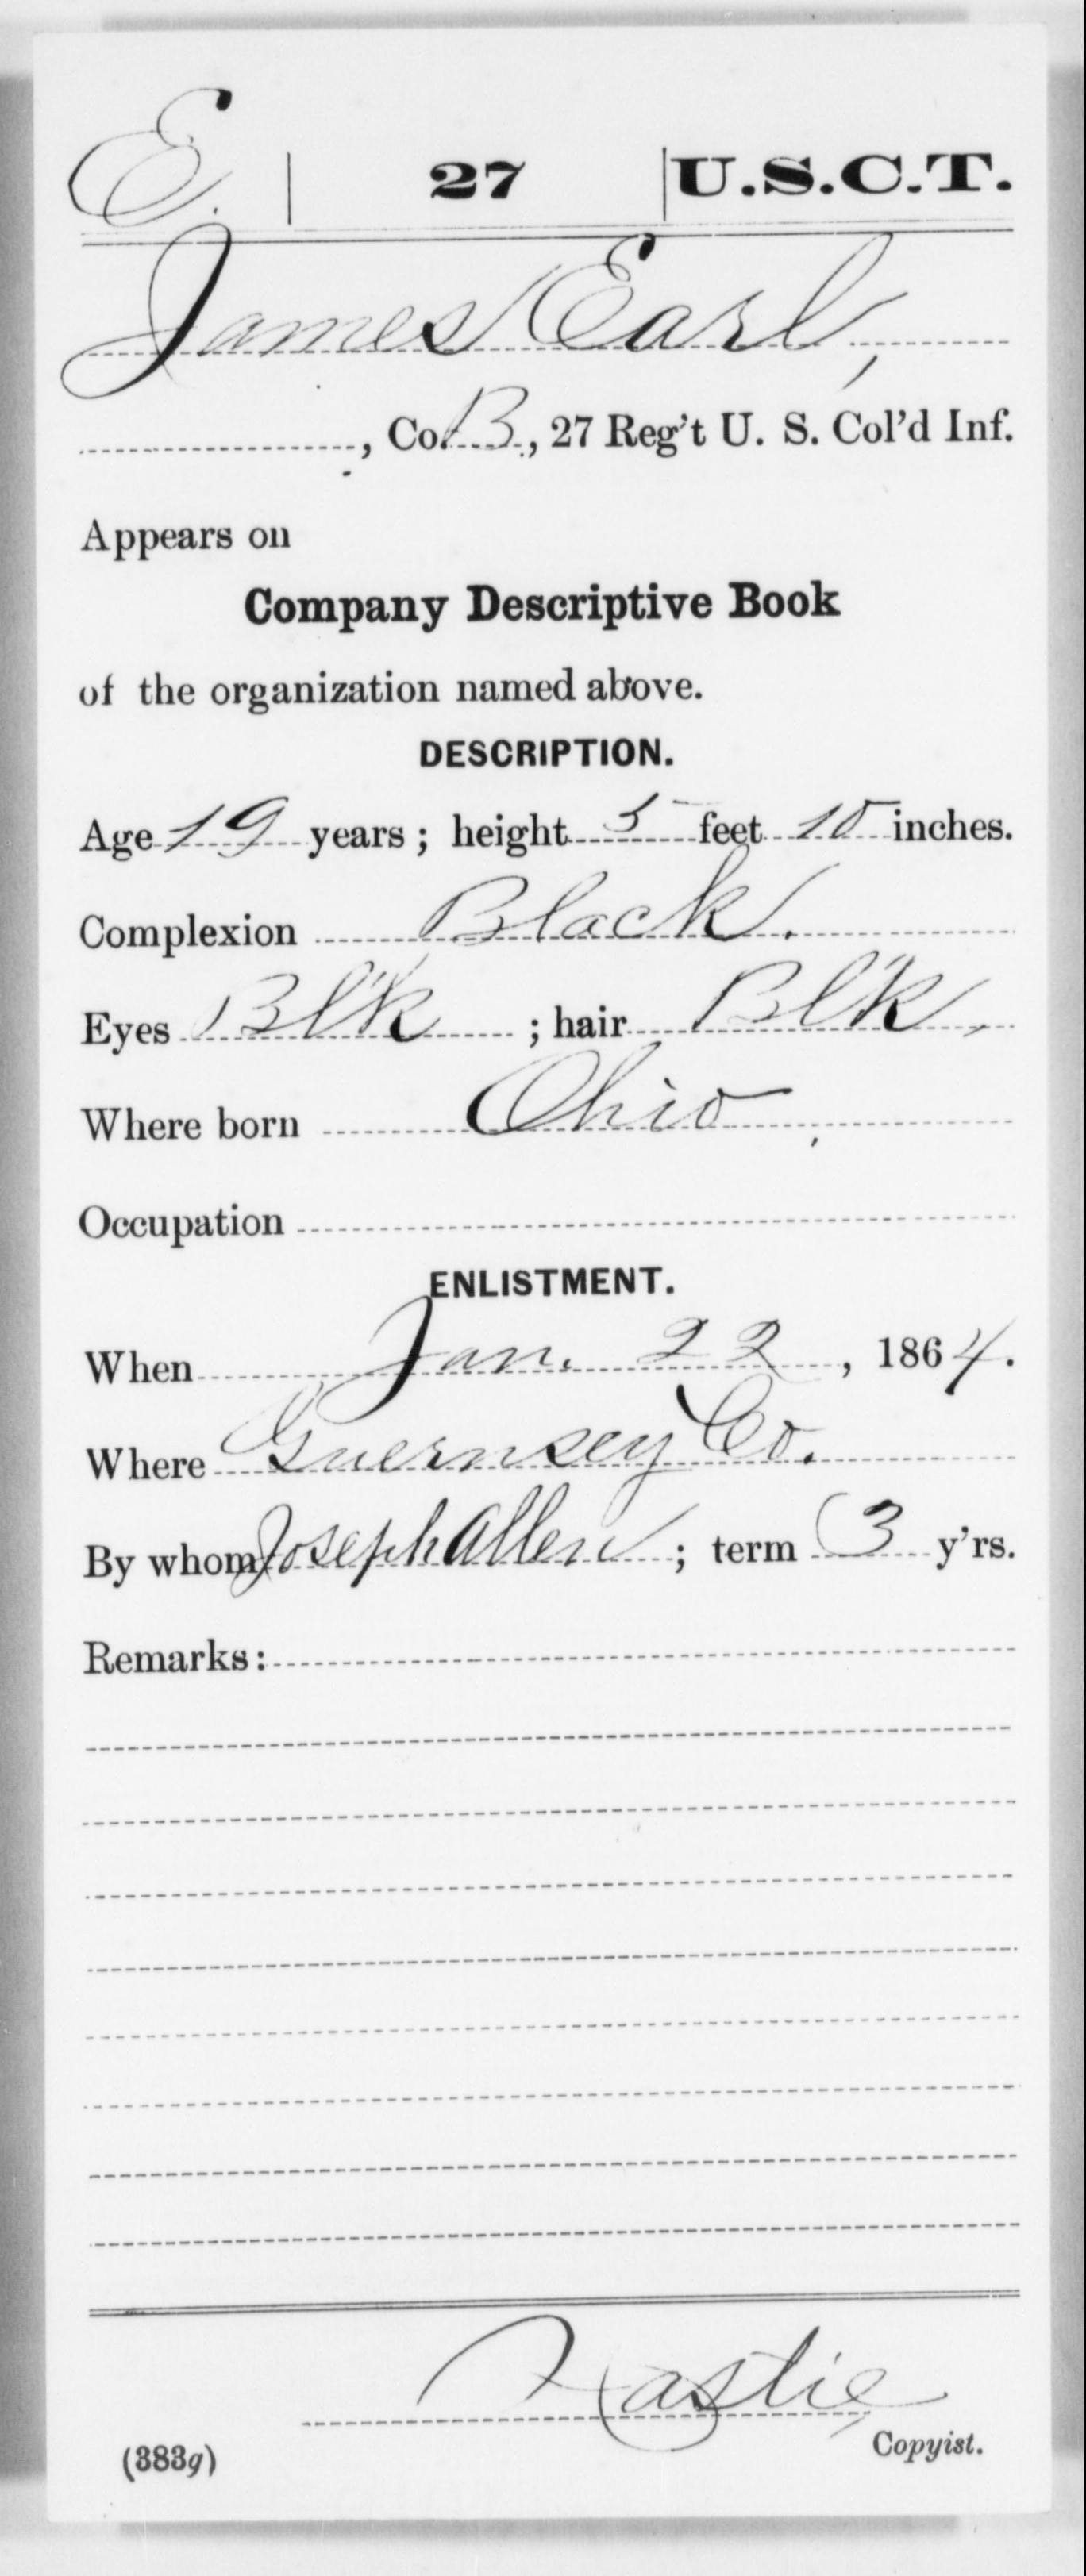 E. | 27 | U.S.C.T.
James Earl,
, Co. B., 27 Reg't U. S. Col'd Inf.
Appears on
Company Descriptive Book
of the organization named above.
DESCRIPTION.
Age 19 years; height 5 feet 10 inches.
Complexion Black.
Eyes Blk ; hair Blk,
Where born Ohio,
Occupation
ENLISTMENT.
When Jan. 22, 1864.
Where Guernsey Co.
By whom Joseph Allen ; term 3 y'rs.
Remarks:
Hastie
Copyist.
(383g)